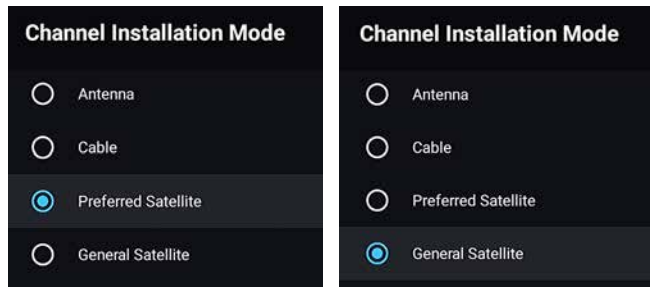 Channel Installation Mode
Antenna
Cable
Preferred Satellite
General Satellite
Channel Installation Mode
Antenna
Cable
Preferred Satellite
General Satellite